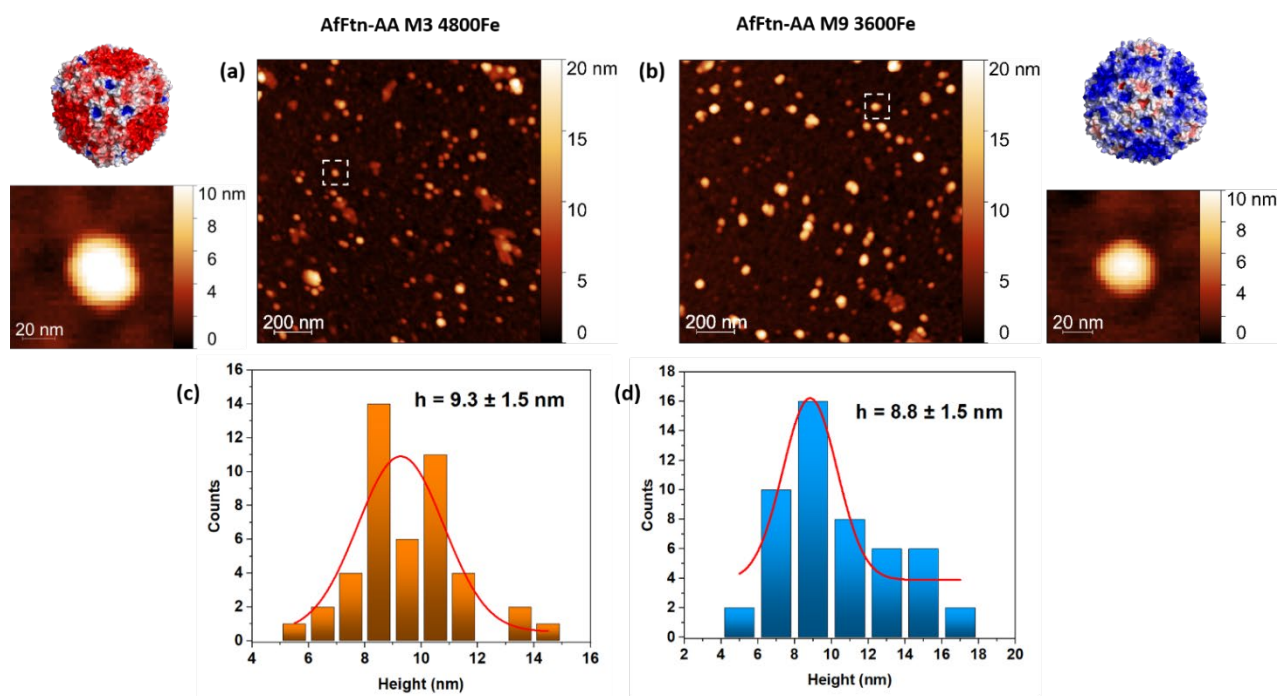 AfFtn-AA M3 4800Fe
AfFtn-AA M9 3600Fe
(a)
20 nm
15
10
5
0
200 nm
10 nm
8
6
4
2
0
20 nm
(b)
20 nm
15
10
5
0
200 nm
10 nm
8
6
4
2
0
20 nm
(c)
h = 9.3 ± 1.5 nm
Counts
16
14
12
10
8
6
4
2
0
4 6 8 10 12 14 16
Height (nm)
(d)
h = 8.8 ± 1.5 nm
Counts
18
16
14
12
10
8
6
4
2
0
2 4 6 8 10 12 14 16 18 20
Height (nm)